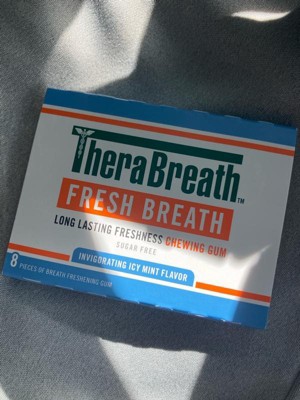 TheraBreath™
FRESH BREATH
LONG LASTING FRESHNESS CHEWING GUM
SUGAR FREE
INVIGORATING ICY MINT FLAVOR
8 PIECES OF BREATH FRESHENING GUM